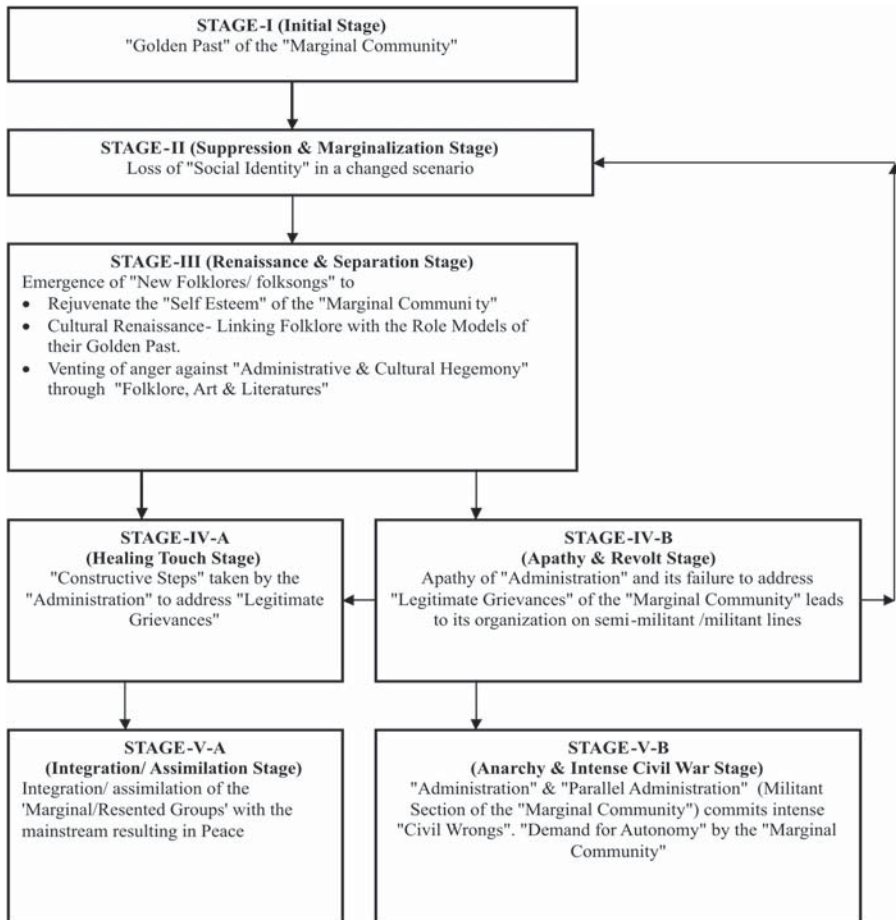 STAGE-I (Initial Stage)
"Golden Past" of the "Marginal Community"
STAGE-II (Suppression & Marginalization Stage)
Loss of "Social Identity" in a changed scenario
STAGE-III (Renaissance & Separation Stage)
Emergence of "New Folklores/ folksongs" to
• Rejuvenate the "Self Esteem" of the "Marginal Communi ty"
• Cultural Renaissance- Linking Folklore with the Role Models of
their Golden Past.
• Venting of anger against "Administrative & Cultural Hegemony"
through "Folklore, Art & Literatures"
STAGE-IV-A
(Healing Touch Stage)
"Constructive Steps" taken by the
"Administration" to address "Legitimate
Grievances"
STAGE-IV-B
(Apathy & Revolt Stage)
Apathy of "Administration" and its failure to address
"Legitimate Grievances" of the "Marginal Community" leads
to its organization on semi-militant /militant lines
STAGE-V-A
(Integration/ Assimilation Stage)
Integration/ assimilation of the
'Marginal/Resented Groups' with the
mainstream resulting in Peace
STAGE-V-B
(Anarchy & Intense Civil War Stage)
"Administration" & "Parallel Administration" (Militant
Section of the "Marginal Community") commits intense
"Civil Wrongs". "Demand for Autonomy" by the "Marginal
Community"